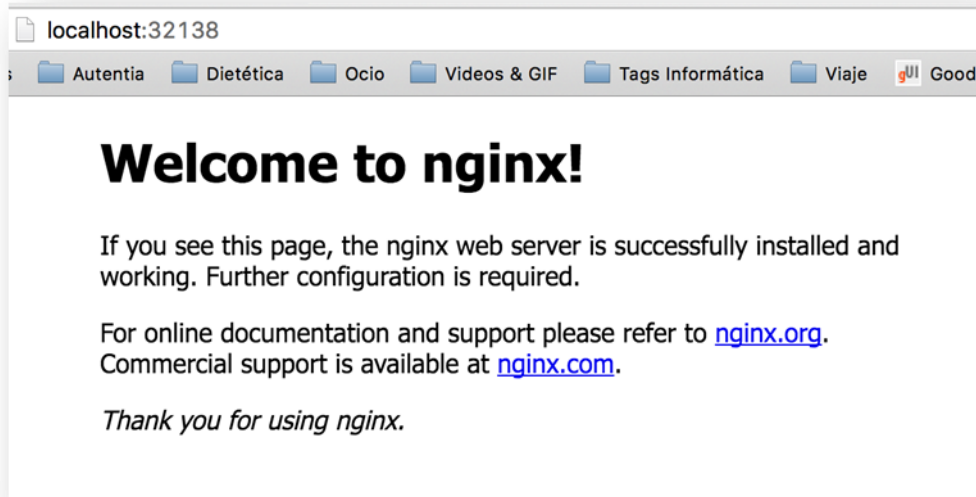 localhost:32138
s Autentia Dietética Ocio Videos & GIF Tags Informática Viaje gUI Good
Welcome to nginx!
If you see this page, the nginx web server is successfully installed and
working. Further configuration is required.
For online documentation and support please refer to nginx.org.
Commercial support is available at nginx.com.
Thank you for using nginx.